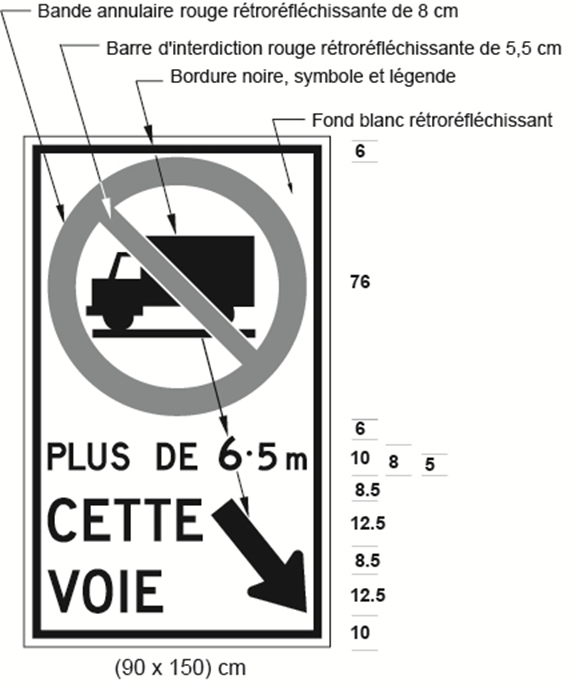 Bande annulaire rouge rétroréfléchissante de 8 cm
Barre d'interdiction rouge rétroréfléchissante de 5,5 cm
Bordure noire, symbole et légende
Fond blanc rétroréfléchissant
6
76
6
PLUS DE 6·5 m
10 8 5
8.5
CETTE
12.5
8.5
VOIE
12.5
10
(90 x 150) cm